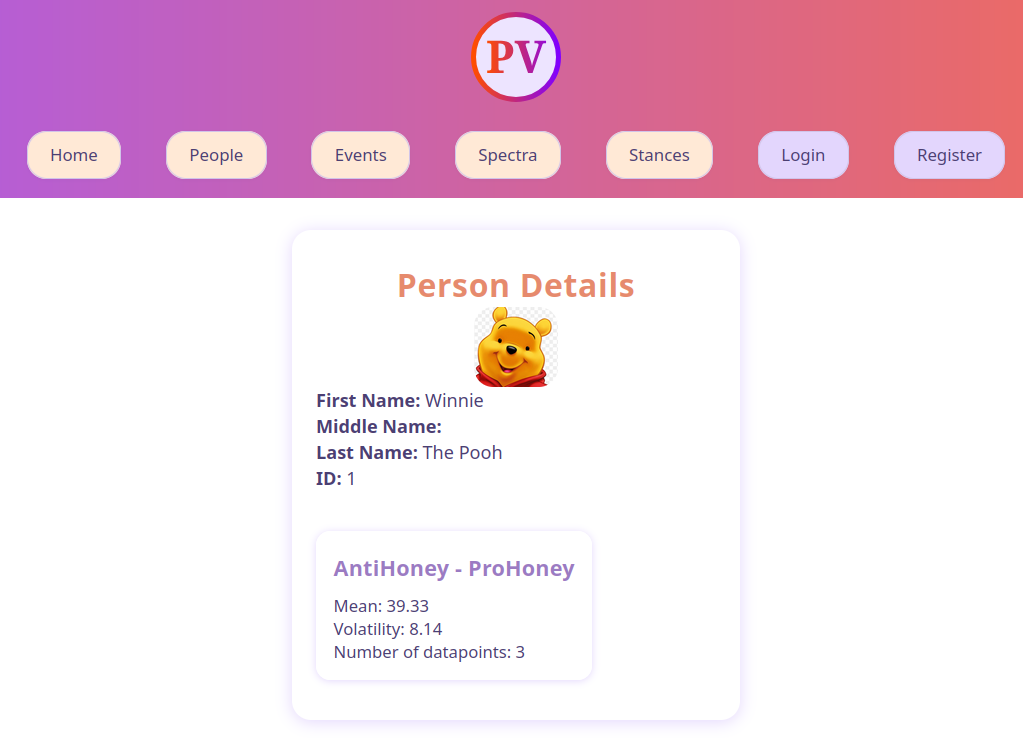 PV
Home
People
Events
Spectra
Stances
Login
Register
Person Details
First Name: Winnie
Middle Name:
Last Name: The Pooh
ID: 1
AntiHoney - ProHoney
Mean: 39.33
Volatility: 8.14
Number of datapoints: 3